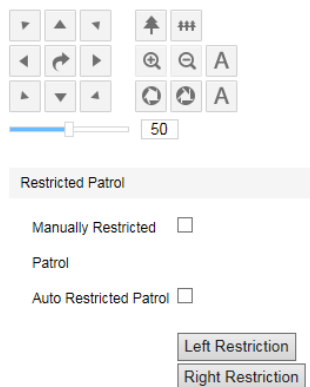 A
A
50
Restricted Patrol
Manually Restricted
Patrol
Auto Restricted Patrol
Left Restriction
Right Restriction